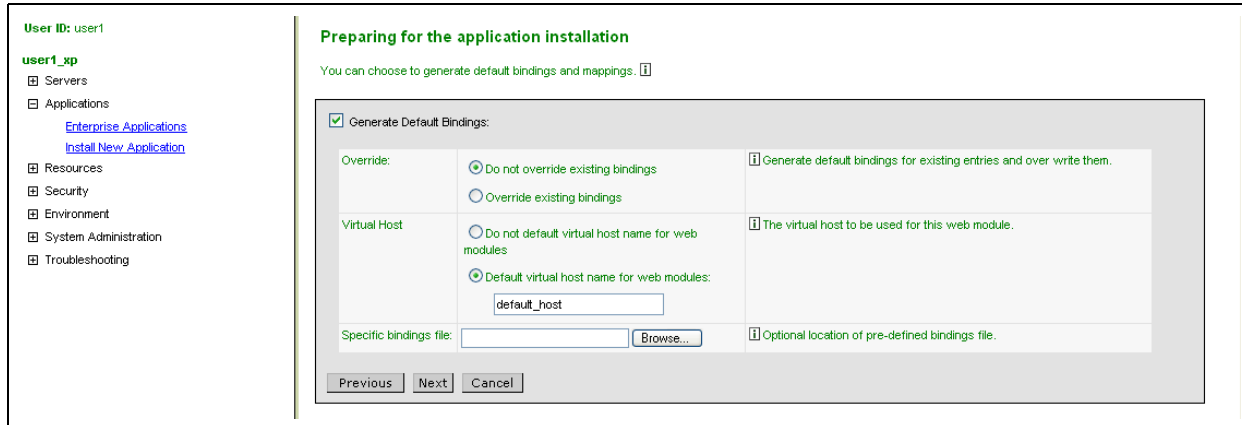 User ID: user1
user1_xp
Servers
Applications
Enterprise Applications
Install New Application
Resources
Security
Environment
System Administration
Troubleshooting
Preparing for the application installation
You can choose to generate default bindings and mappings. i
Generate Default Bindings:
Override:
Do not override existing bindings
Override existing bindings
i Generate default bindings for existing entries and over write them.
Virtual Host
Do not default virtual host name for web
modules
Default virtual host name for web modules:
default_host
i The virtual host to be used for this web module.
Specific bindings file:
Browse...
i Optional location of pre-defined bindings file.
Previous Next Cancel